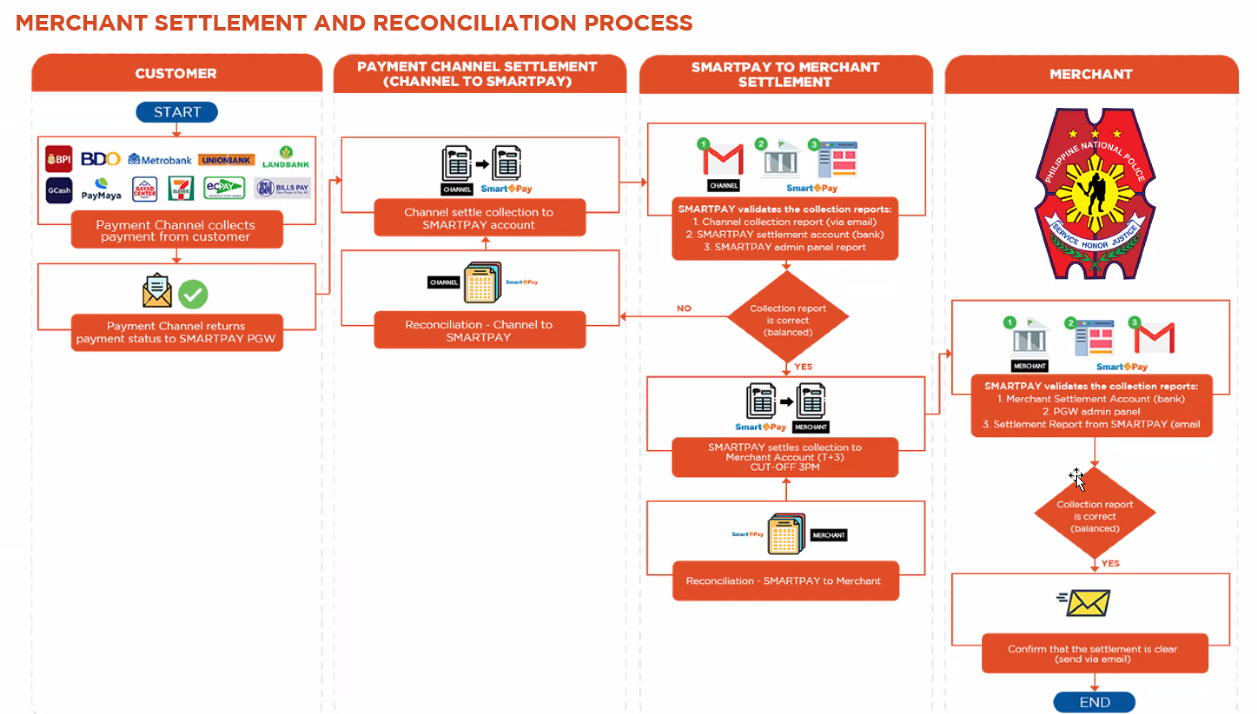 MERCHANT SETTLEMENT AND RECONCILIATION PROCESS
CUSTOMER
START
BPI
BDO
Metrobank
UNIONBANK
LANDBANK
GCash
PayMaya
BAYAD CENTER
7 ELEVEN
ecPAY
SM BILLS PAY
Payment Channel collects
payment from customer
Payment Channel returns
payment status to SMARTPAY PGW
PAYMENT CHANNEL SETTLEMENT
(CHANNEL TO SMARTPAY)
CHANNEL
Smart Pay
Channel settle collection to
SMARTPAY account
CHANNEL
Smart Pay
Reconciliation - Channel to
SMARTPAY
SMARTPAY TO MERCHANT
SETTLEMENT
1
2
3
CHANNEL
Smart Pay
SMARTPAY validates the collection reports:
1. Channel collection report (via email)
2. SMARTPAY settlement account (bank)
3. SMARTPAY admin panel report
Collection report
is correct
(balanced)
NO
YES
Smart Pay
MERCHANT
SMARTPAY settles collection to
Merchant Account (T+3)
CUT-OFF 3PM
Smart Pay
MERCHANT
Reconciliation - SMARTPAY to Merchant
MERCHANT
PHILIPPINE NATIONAL POLICE
SERVICE HONOR JUSTICE
1
2
3
MERCHANT
Smart Pay
SMARTPAY validates the collection reports:
1. Merchant Settlement Account (bank)
2. PGW admin panel
3. Settlement Report from SMARTPAY (email
Collection report
is correct
(balanced)
YES
Confirm that the settlement is clear
(send via email)
END